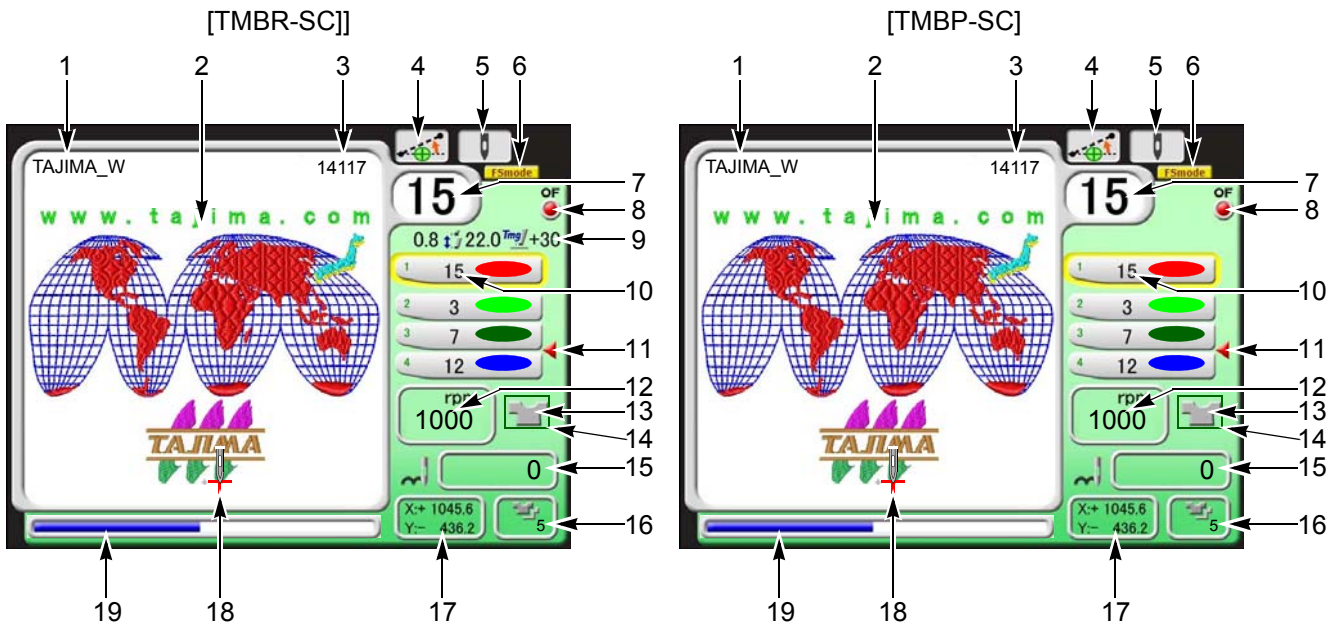 [TMBR-SC]]
1 2 3 4 5 6
TAJIMA_W 14117
FSmode
15
7
OF
8
www.tajima.com
0.8 22.0 Tmg +30
9
1 15
10
2 3
3 7
11
4 12
rpm
1000
12
13
14
TAJIMA
0
15
X:+ 1045.6
Y:− 436.2
5
16
19 18 17
[TMBP-SC]
1 2 3 4 5 6
TAJIMA_W 14117
FSmode
15
7
OF
8
www.tajima.com
1 15
10
2 3
3 7
11
4 12
rpm
1000
12
13
14
TAJIMA
0
15
X:+ 1045.6
Y:− 436.2
5
16
19 18 17